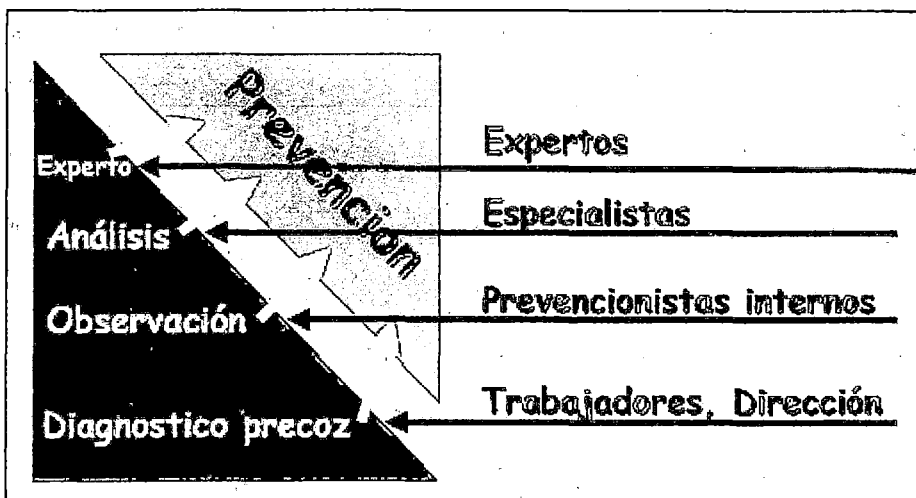 Prevencion
Expertos
Experto
Especialistas
Análisis
Prevencionistas internos
Observación
Trabajadores, Dirección
Diagnostico precoz